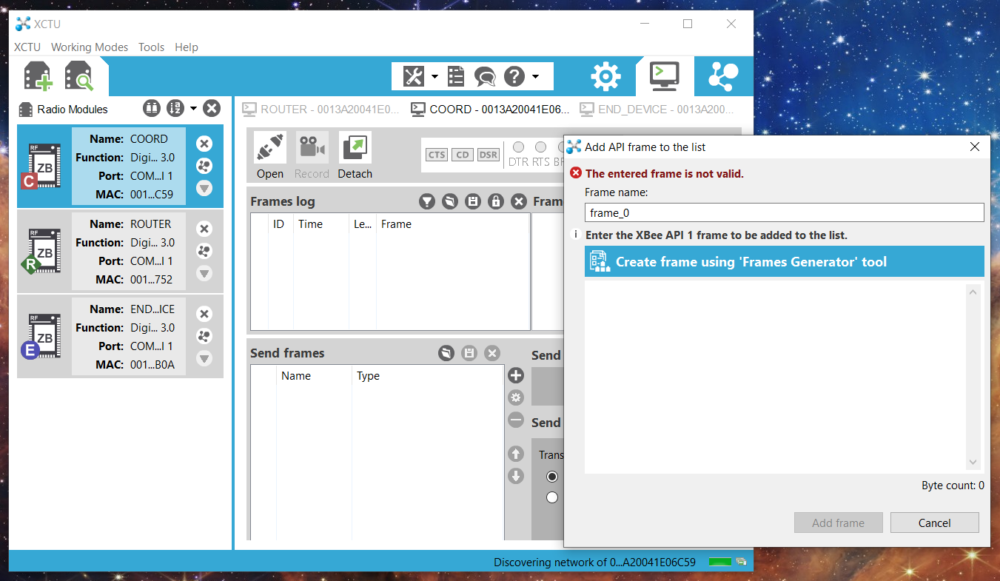 XCTU
XCTU Working Modes Tools Help
Radio Modules
Name: COORD
Function: Digi... 3.0
Port: COM...I 1
MAC: 001...C59
RF
ZB
C
Name: ROUTER
Function: Digi... 3.0
Port: COM...I 1
MAC: 001...752
RF
ZB
R
Name: END...ICE
Function: Digi... 3.0
Port: COM...I 1
MAC: 001...B0A
RF
ZB
E
ROUTER - 0013A20041E0...
COORD - 0013A20041E06...
END_DEVICE - 0013A200...
Open Record Detach
CTS CD DSR
DTR RTS
Frames log
ID Time Le... Frame
Send frames
Name Type
Send
Send
Add API frame to the list
The entered frame is not valid.
Frame name:
frame_0
Enter the XBee API 1 frame to be added to the list.
Create frame using 'Frames Generator' tool
Byte count: 0
Add frame Cancel
Discovering network of 0...A20041E06C59